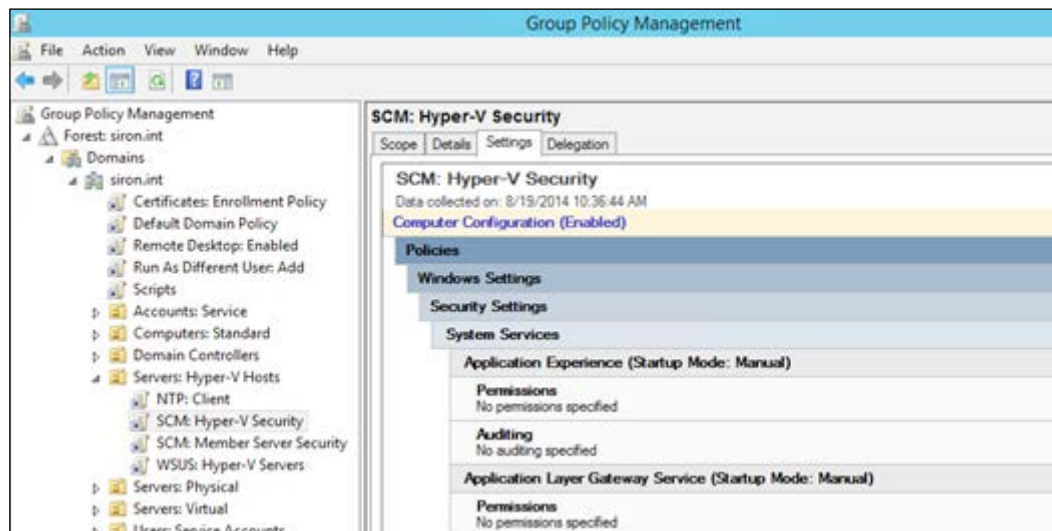 Group Policy Management
File Action View Window Help
Group Policy Management
Forest: siron.int
Domains
siron.int
Certificates: Enrollment Policy
Default Domain Policy
Remote Desktop: Enabled
Run As Different User: Add
Scripts
Accounts: Service
Computers: Standard
Domain Controllers
Servers: Hyper-V Hosts
NTP: Client
SCM: Hyper-V Security
SCM: Member Server Security
WSUS: Hyper-V Servers
Servers: Physical
Servers: Virtual
Users: Service Accounts
SCM: Hyper-V Security
Scope Details Settings Delegation
SCM: Hyper-V Security
Data collected on: 8/19/2014 10:36:44 AM
Computer Configuration (Enabled)
Policies
Windows Settings
Security Settings
System Services
Application Experience (Startup Mode: Manual)
Permissions
No permissions specified
Auditing
No auditing specified
Application Layer Gateway Service (Startup Mode: Manual)
Permissions
No permissions specified